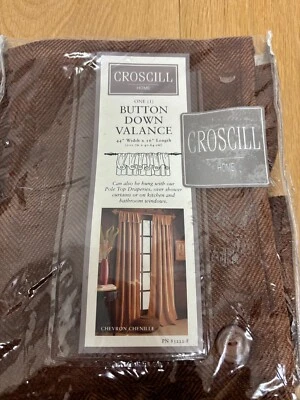 CROSCILL
HOME
ONE (1)
BUTTON
DOWN
VALANCE
Can also be hung with our
Pole Top Draperies, over shower
curtains or on kitchen and
bathroom windows.
CROSCILL
HOME
CHEVRON CHENILLE